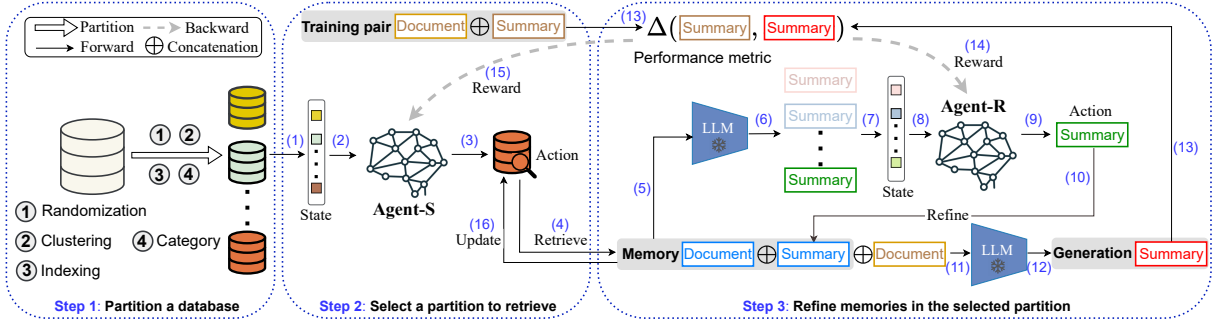 Partition
Backward
Forward
Concatenation
1 2
3 4
1 Randomization
2 Clustering
4 Category
3 Indexing
Step 1: Partition a database
(1)
State
(2)
Training pair Document ⊕ Summary
(13)
(15)
Reward
Agent-S
(3)
Action
(16)
Update
(4)
Retrieve
Step 2: Select a partition to retrieve
Δ(Summary, Summary)
Performance metric
(14)
Reward
(5)
LLM
(6)
Summary
Summary
Summary
(7)
State
(8)
Agent-R
(9)
Action
Summary
(10)
(13)
Refine
Memory Document ⊕ Summary ⊕ Document
(11)
LLM
(12)
Generation Summary
Step 3: Refine memories in the selected partition